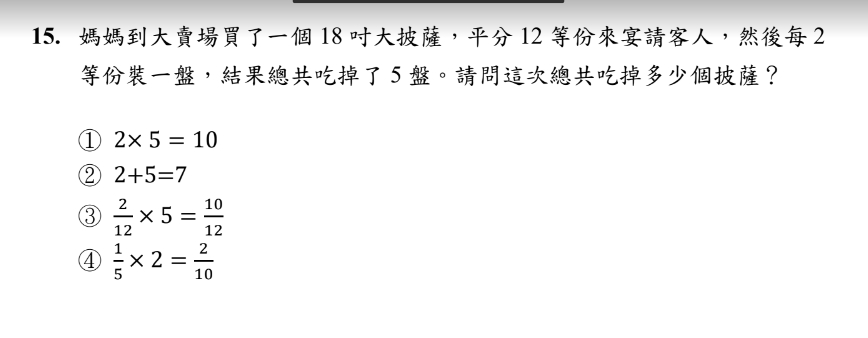 15. 媽媽到大賣場買了一個 18 吋大披薩，平分 12 等份來宴請客人，然後每 2
等份裝一盤，結果總共吃掉了 5 盤。請問這次總共吃掉多少個披薩？
① 2× 5 = 10
② 2+5=7
③ 2/12 × 5 = 10/12
④ 1/5 × 2 = 2/10